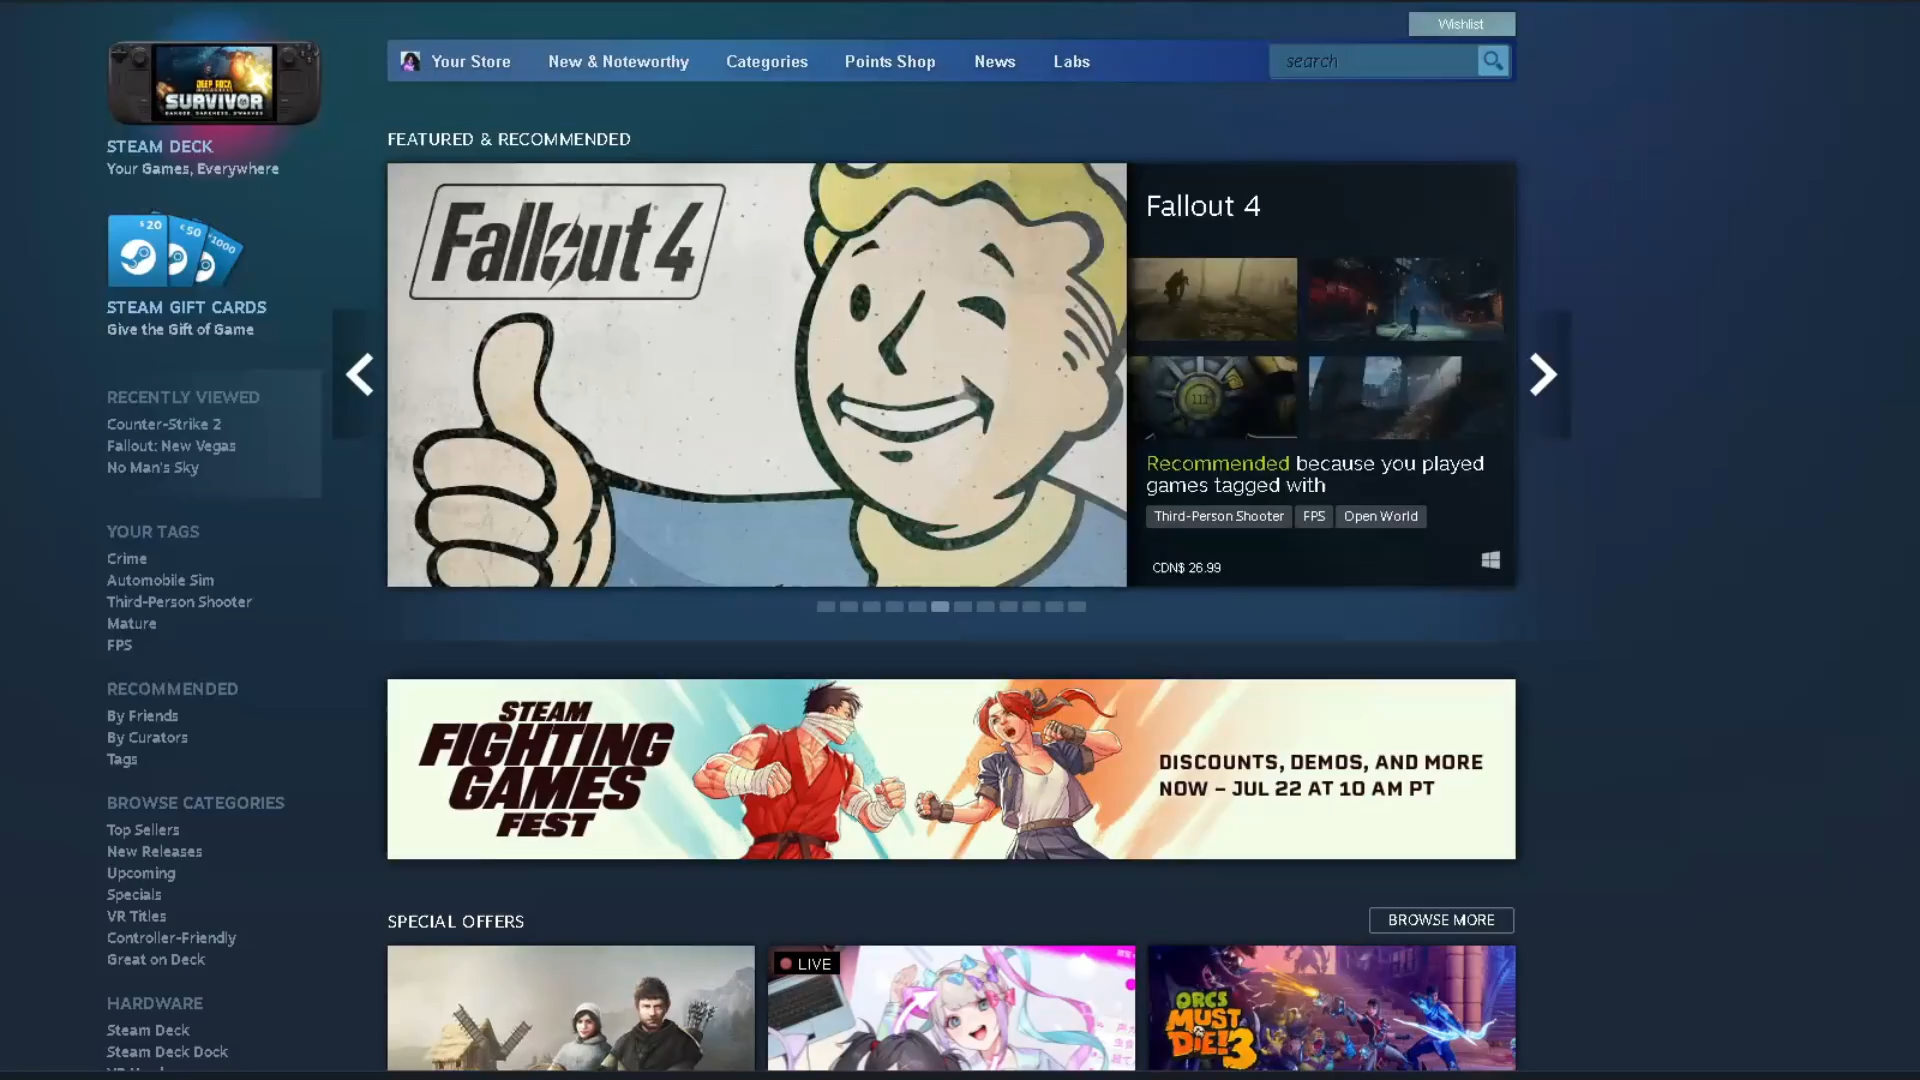 Wishlist
Your Store
New & Noteworthy
Categories
Points Shop
News
Labs
search
DEEP ROCK
SURVIVOR
STEAM DECK
Your Games, Everywhere
$20
€50
1000
STEAM GIFT CARDS
Give the Gift of Game
RECENTLY VIEWED
Counter-Strike 2
Fallout: New Vegas
No Man's Sky
YOUR TAGS
Crime
Automobile Sim
Third-Person Shooter
Mature
FPS
RECOMMENDED
By Friends
By Curators
Tags
BROWSE CATEGORIES
Top Sellers
New Releases
Upcoming
Specials
VR Titles
Controller-Friendly
Great on Deck
HARDWARE
Steam Deck
Steam Deck Dock
FEATURED & RECOMMENDED
Fallout 4
Fallout 4
111
Recommended because you played
games tagged with
Third-Person Shooter
FPS
Open World
CDN$ 26.99
STEAM
FIGHTING
GAMES
FEST
DISCOUNTS, DEMOS, AND MORE
NOW – JUL 22 AT 10 AM PT
SPECIAL OFFERS
BROWSE MORE
LIVE
ORCS
MUST
DIE! 3